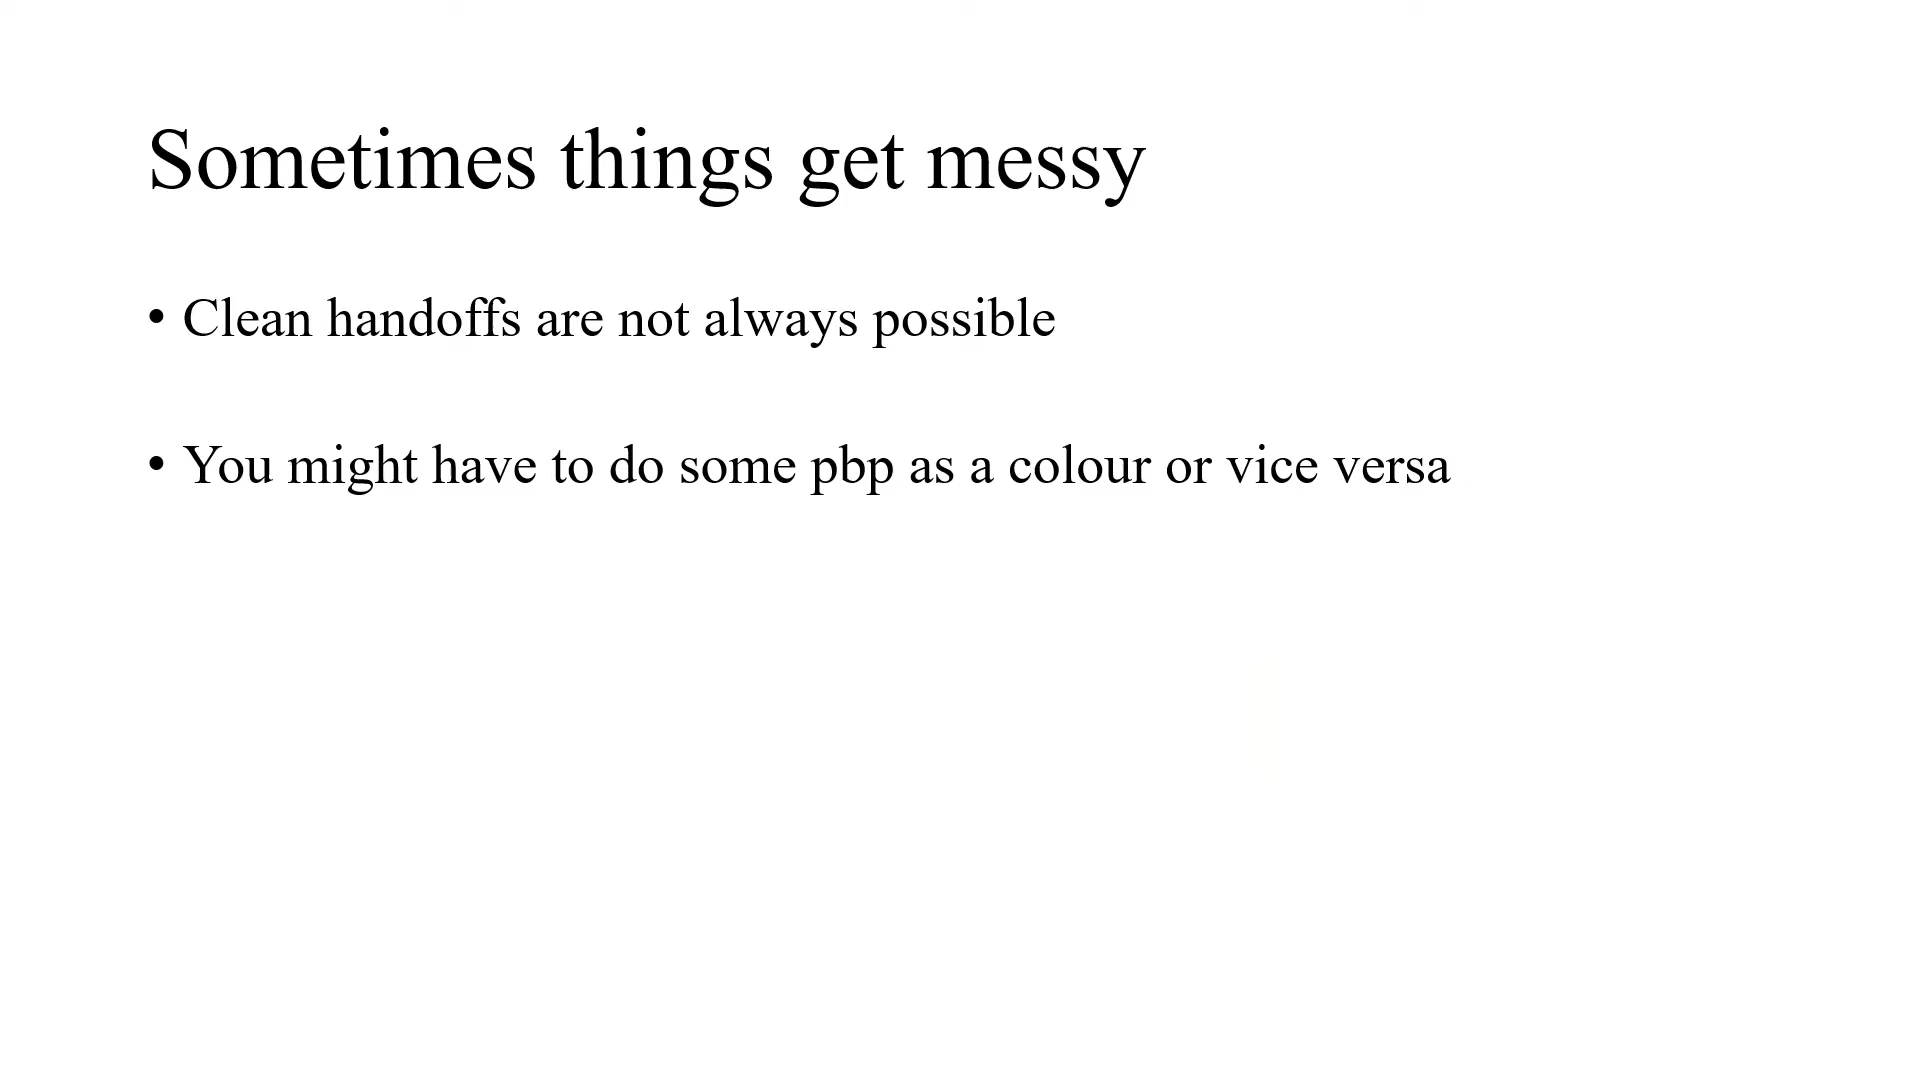 Sometimes things get messy
• Clean handoffs are not always possible
• You might have to do some pbp as a colour or vice versa